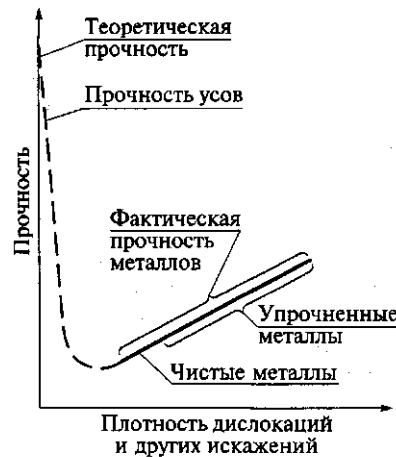 Теоретическая
прочность
Прочность усов
Прочность
Фактическая
прочность
металлов
Упрочненные
металлы
Чистые металлы
Плотность дислокаций
и других искажений